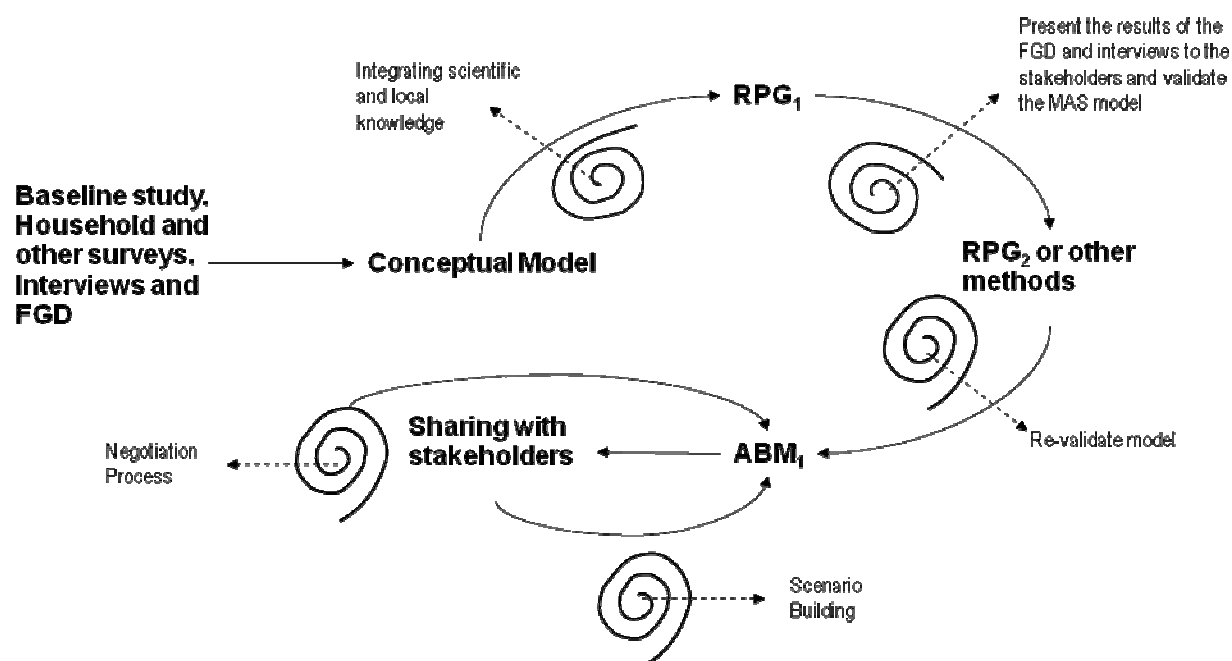 Present the results of the
FGD and interviews to the
stakeholders and validate
the MAS model
Integrating scientific
and local
knowledge
RPG₁
Baseline study,
Household and
other surveys,
Interviews and
FGD
Conceptual Model
RPG₂ or other
methods
Sharing with
stakeholders
ABM₁
Re-validate model
Negotiation
Process
Scenario
Building